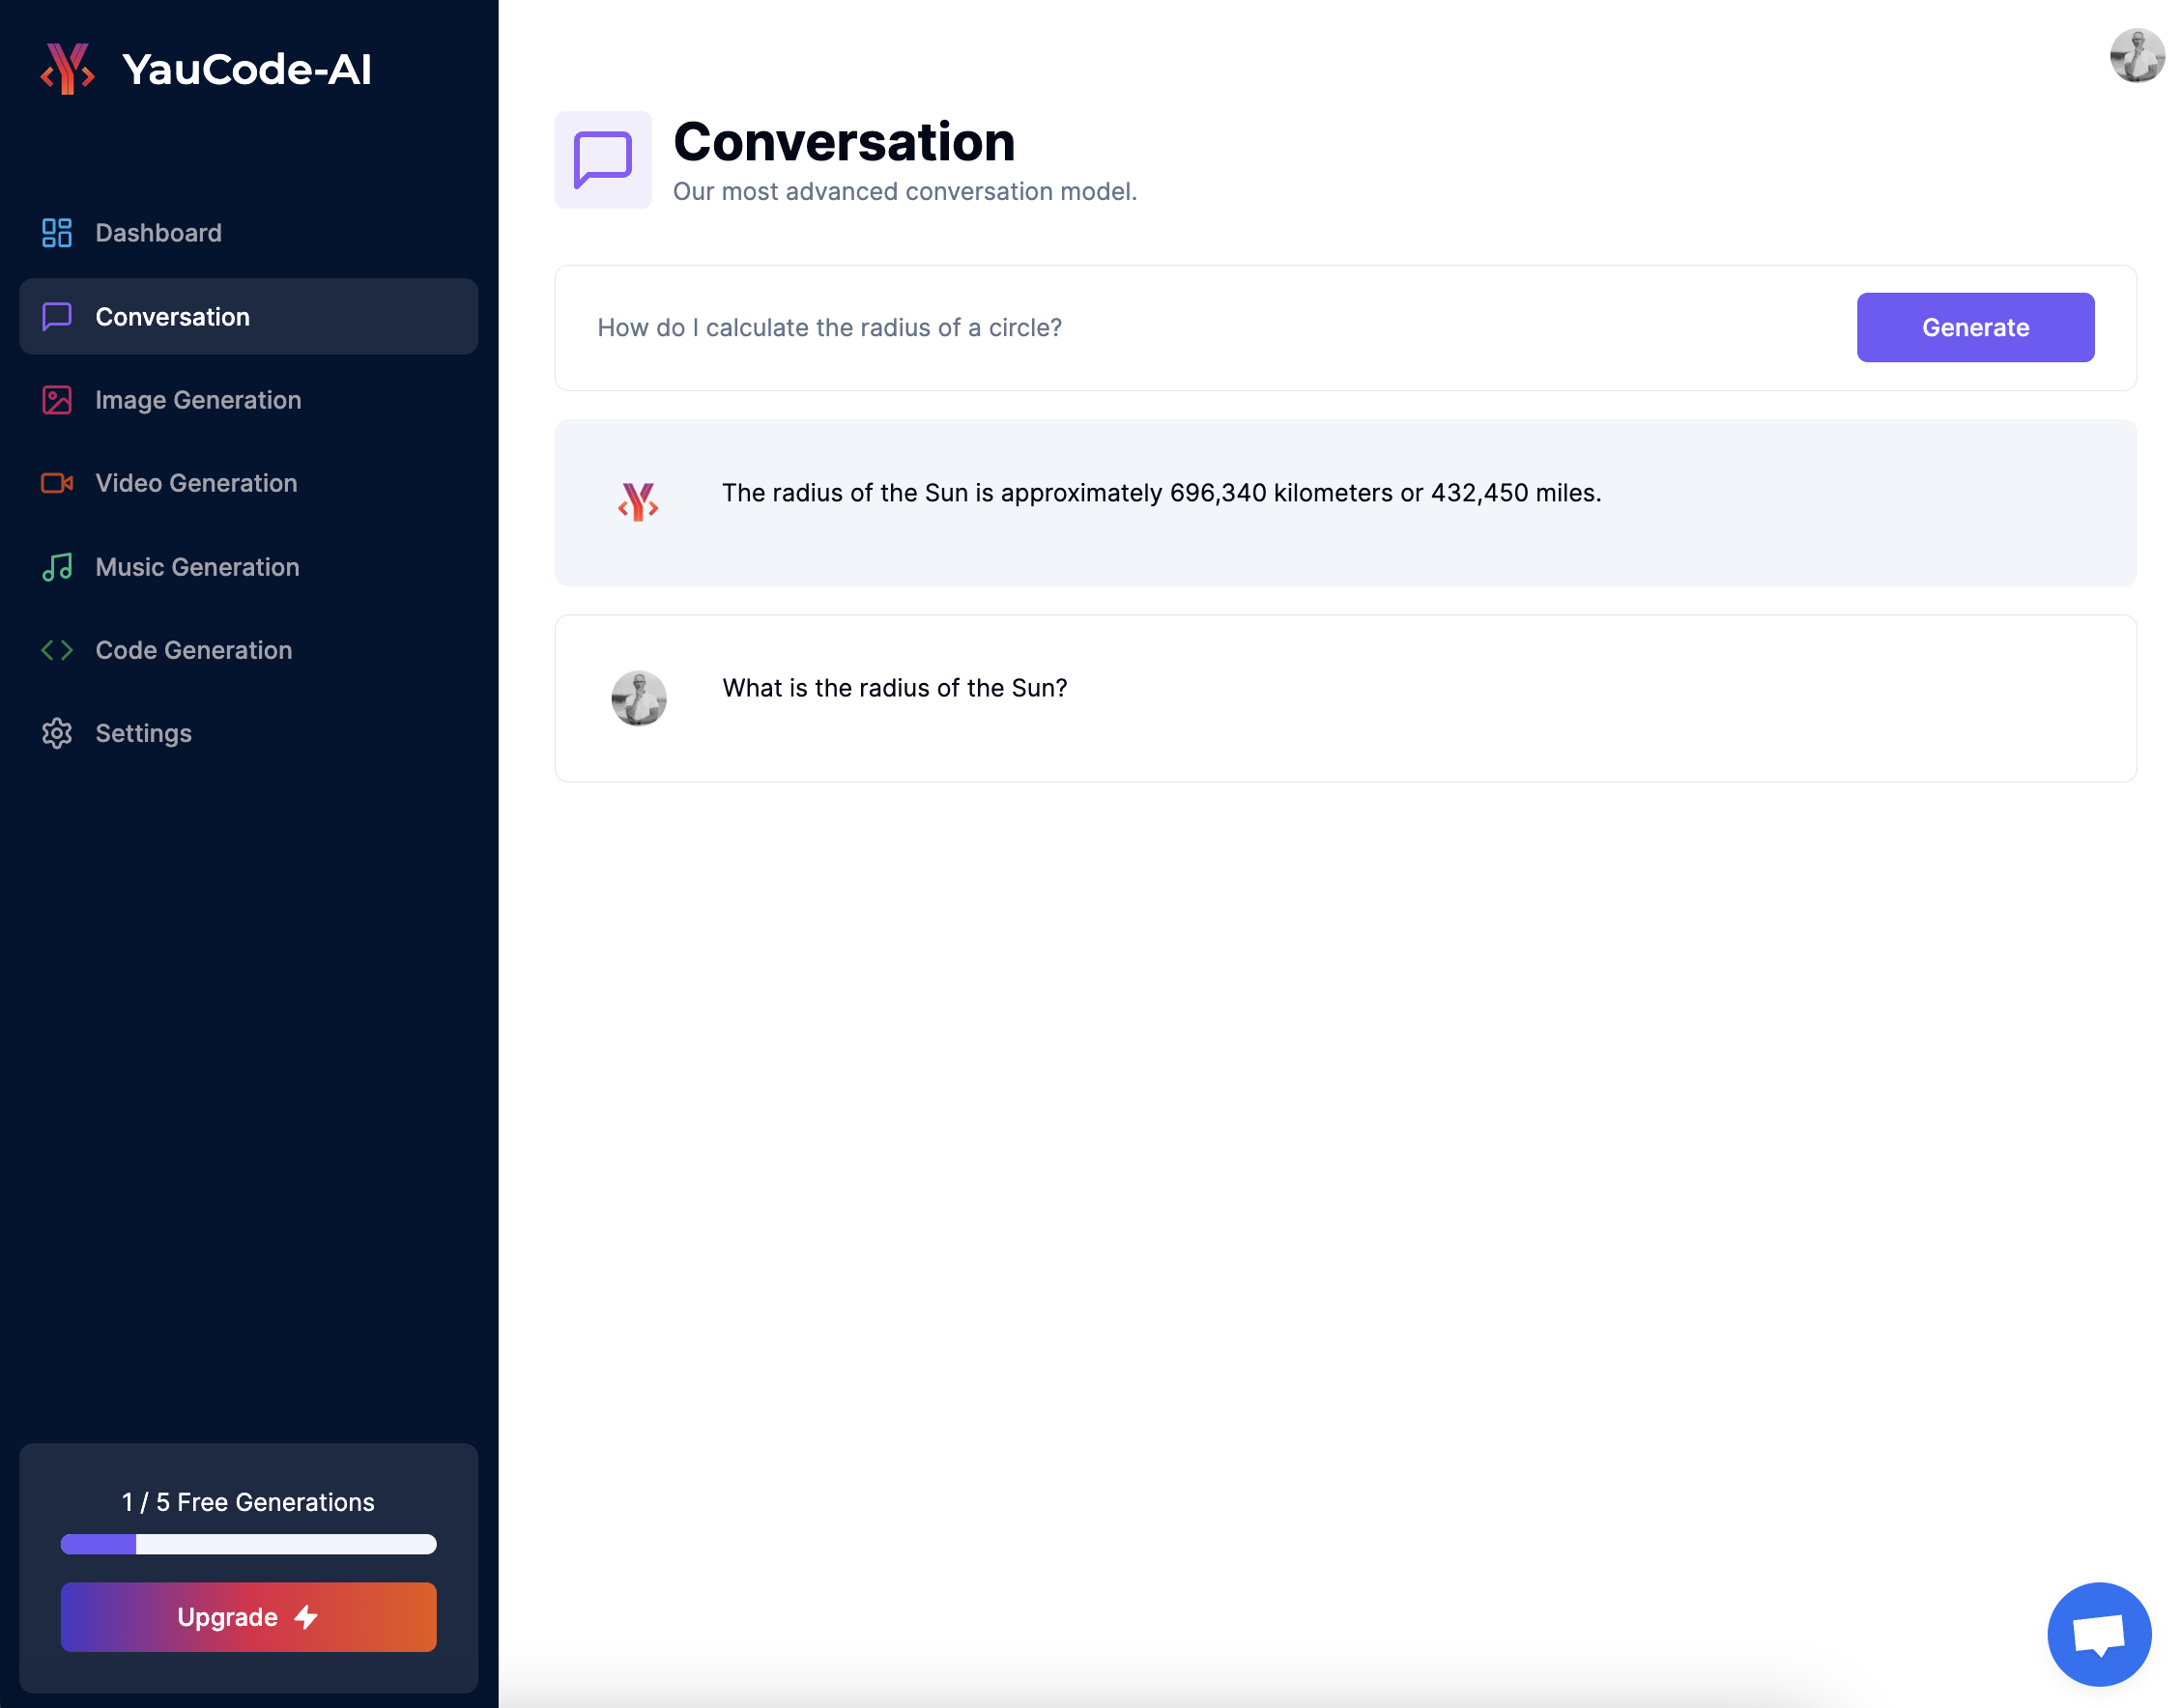 YauCode-AI
Dashboard
Conversation
Image Generation
Video Generation
Music Generation
Code Generation
Settings
1 / 5 Free Generations
Upgrade
Conversation
Our most advanced conversation model.
How do I calculate the radius of a circle?
Generate
The radius of the Sun is approximately 696,340 kilometers or 432,450 miles.
What is the radius of the Sun?